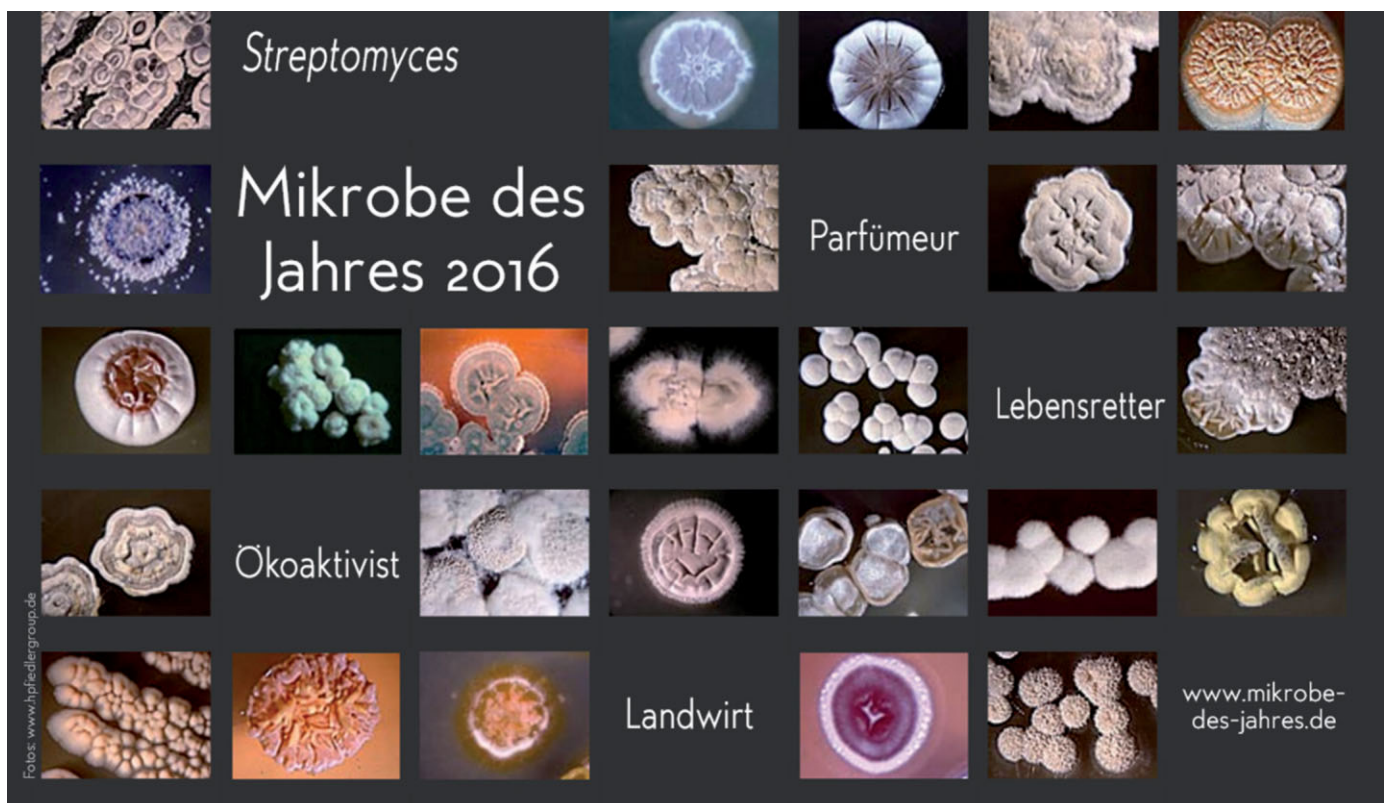 Streptomyces
Mikrobe des
Jahres 2016
Parfümeur
Lebensretter
Ökoaktivist
Landwirt
www.mikrobe-
des-jahres.de
Fotos: www.hpfiedlergroup.de